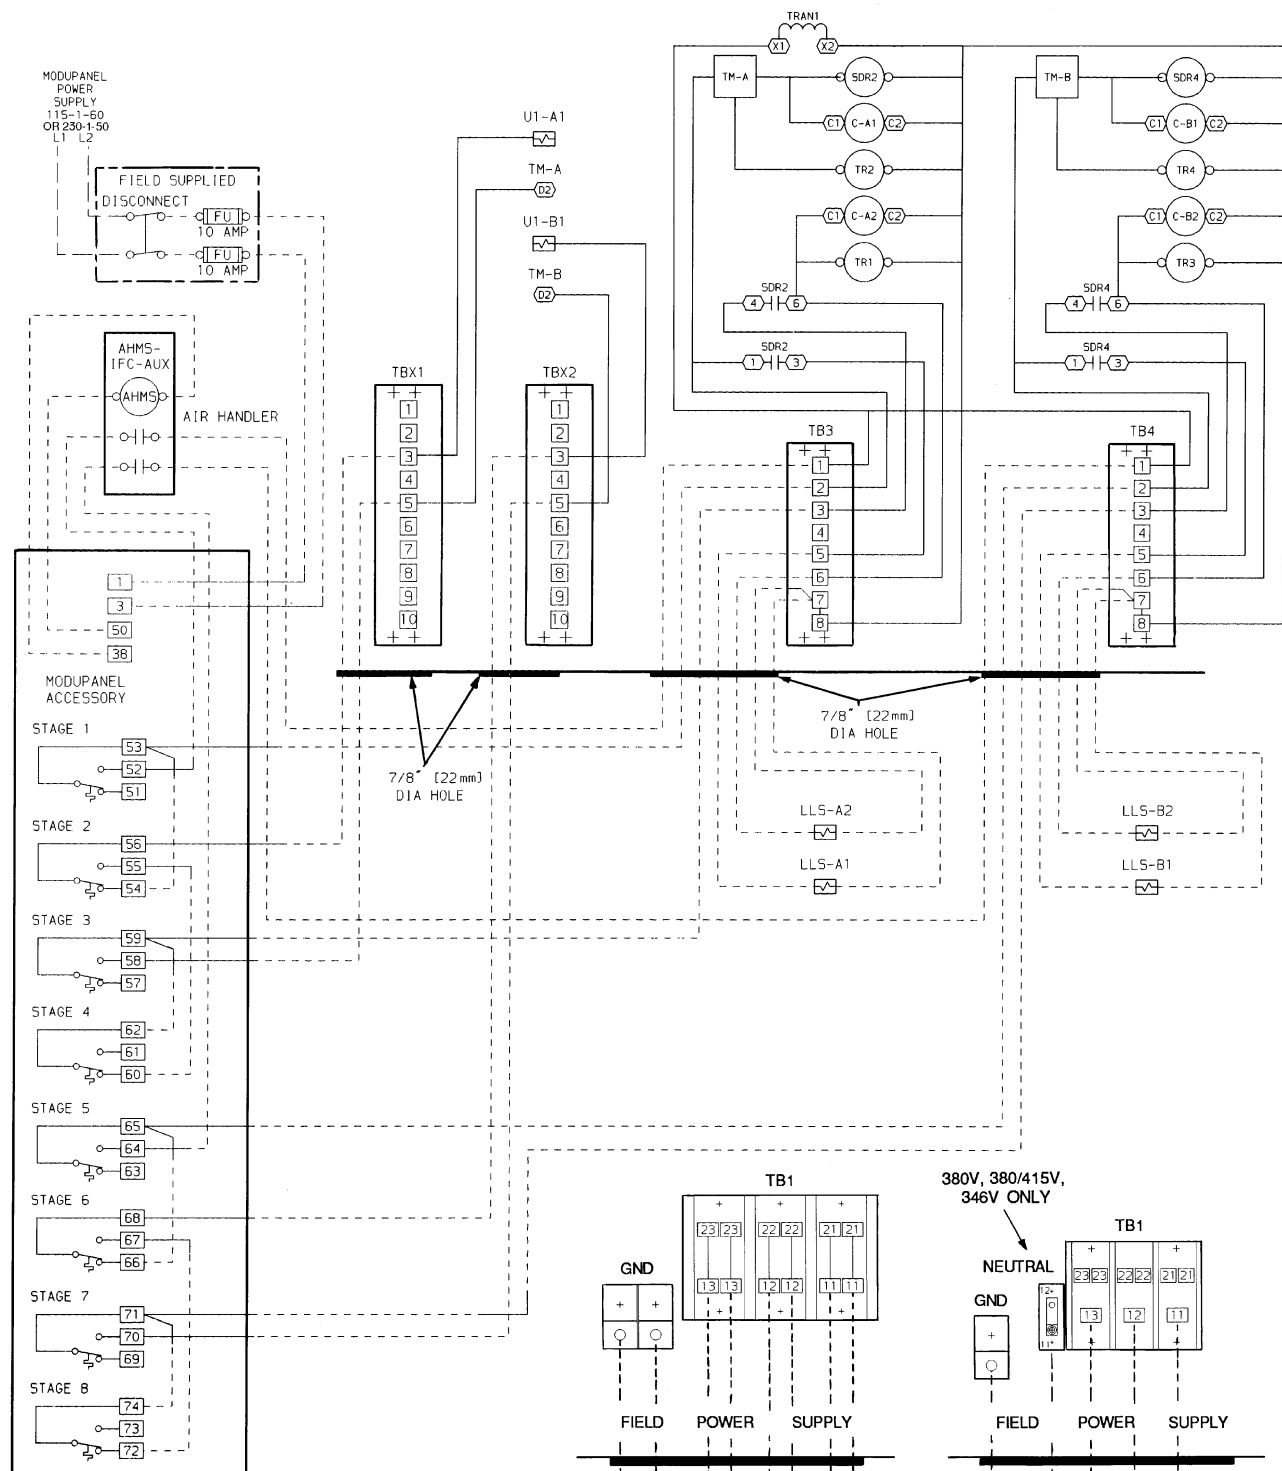 TRAN1
X1 X2
MODUPANEL
POWER
SUPPLY
115-1-60
OR 230-1-50
L1 L2
FIELD SUPPLIED
DISCONNECT
FU
10 AMP
FU
10 AMP
AHMS-
IFC-AUX
AHMS
AIR HANDLER
U1-A1
TM-A
D2
U1-B1
TM-B
D2
TM-A
SDR2
C1 C-A1 C2
TR2
C1 C-A2 C2
TR1
SDR2
4 6
SDR2
1 3
TM-B
SDR4
C1 C-B1 C2
TR4
C1 C-B2 C2
TR3
SDR4
4 6
SDR4
1 3
TBX1
1
2
3
4
5
6
7
8
9
10
TBX2
1
2
3
4
5
6
7
8
9
10
TB3
1
2
3
4
5
6
7
8
TB4
1
2
3
4
5
6
7
8
7/8" [22mm]
DIA HOLE
7/8" [22mm]
DIA HOLE
LLS-A2
LLS-A1
LLS-B2
LLS-B1
1
3
50
38
MODUPANEL
ACCESSORY
STAGE 1
53
52
51
STAGE 2
56
55
54
STAGE 3
59
58
57
STAGE 4
62
61
60
STAGE 5
65
64
63
STAGE 6
68
67
66
STAGE 7
71
70
69
STAGE 8
74
73
72
TB1
23 23 22 22 21 21
13 13 12 12 11 11
GND
FIELD POWER SUPPLY
380V, 380/415V,
346V ONLY
TB1
NEUTRAL
GND
12+
11+
23 23 22 22 21 21
13 12 11
FIELD POWER SUPPLY